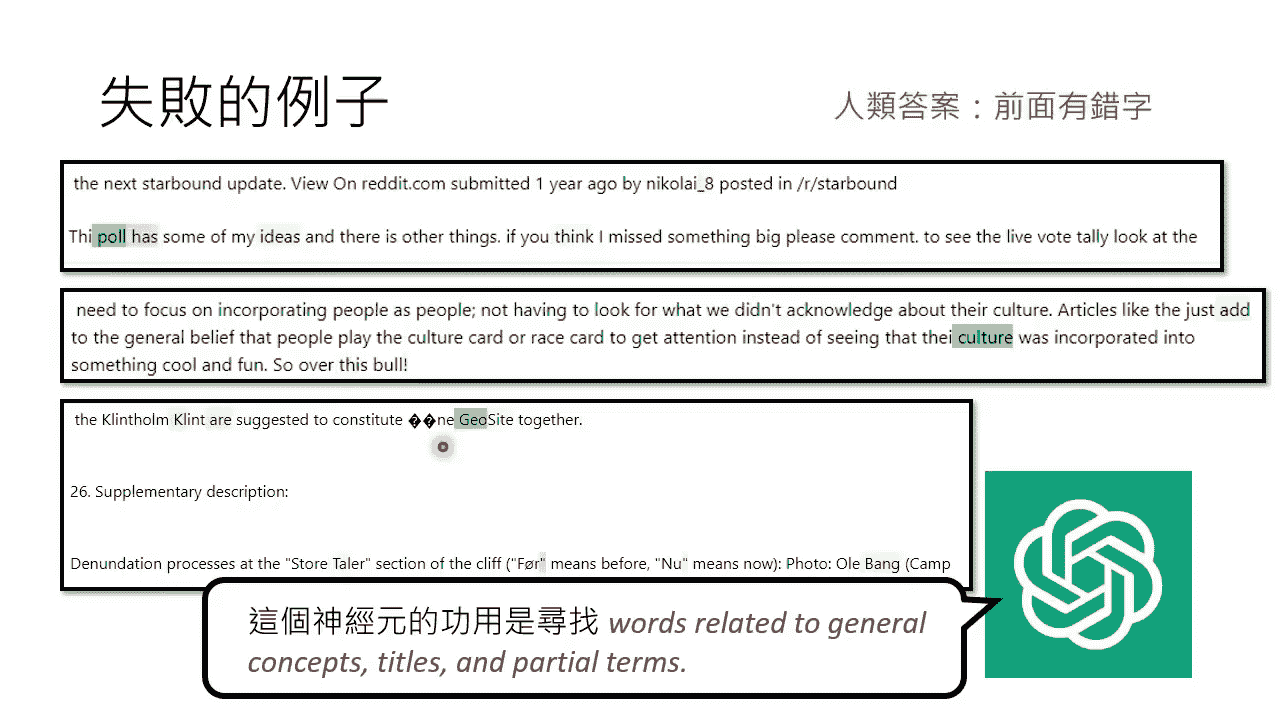 失敗的例子
人類答案：前面有錯字
the next starbound update. View On reddit.com submitted 1 year ago by nikolai_8 posted in /r/starbound
Thi poll has some of my ideas and there is other things. if you think I missed something big please comment. to see the live vote tally look at the
need to focus on incorporating people as people; not having to look for what we didn't acknowledge about their culture. Articles like the just add
to the general belief that people play the culture card or race card to get attention instead of seeing that thei culture was incorporated into
something cool and fun. So over this bull!
the Klintholm Klint are suggested to constitute ��ne GeoSite together.
26. Supplementary description:
Denundation processes at the "Store Taler" section of the cliff ("Før" means before, "Nu" means now): Photo: Ole Bang (Camp
這個神經元的功用是尋找 words related to general
concepts, titles, and partial terms.